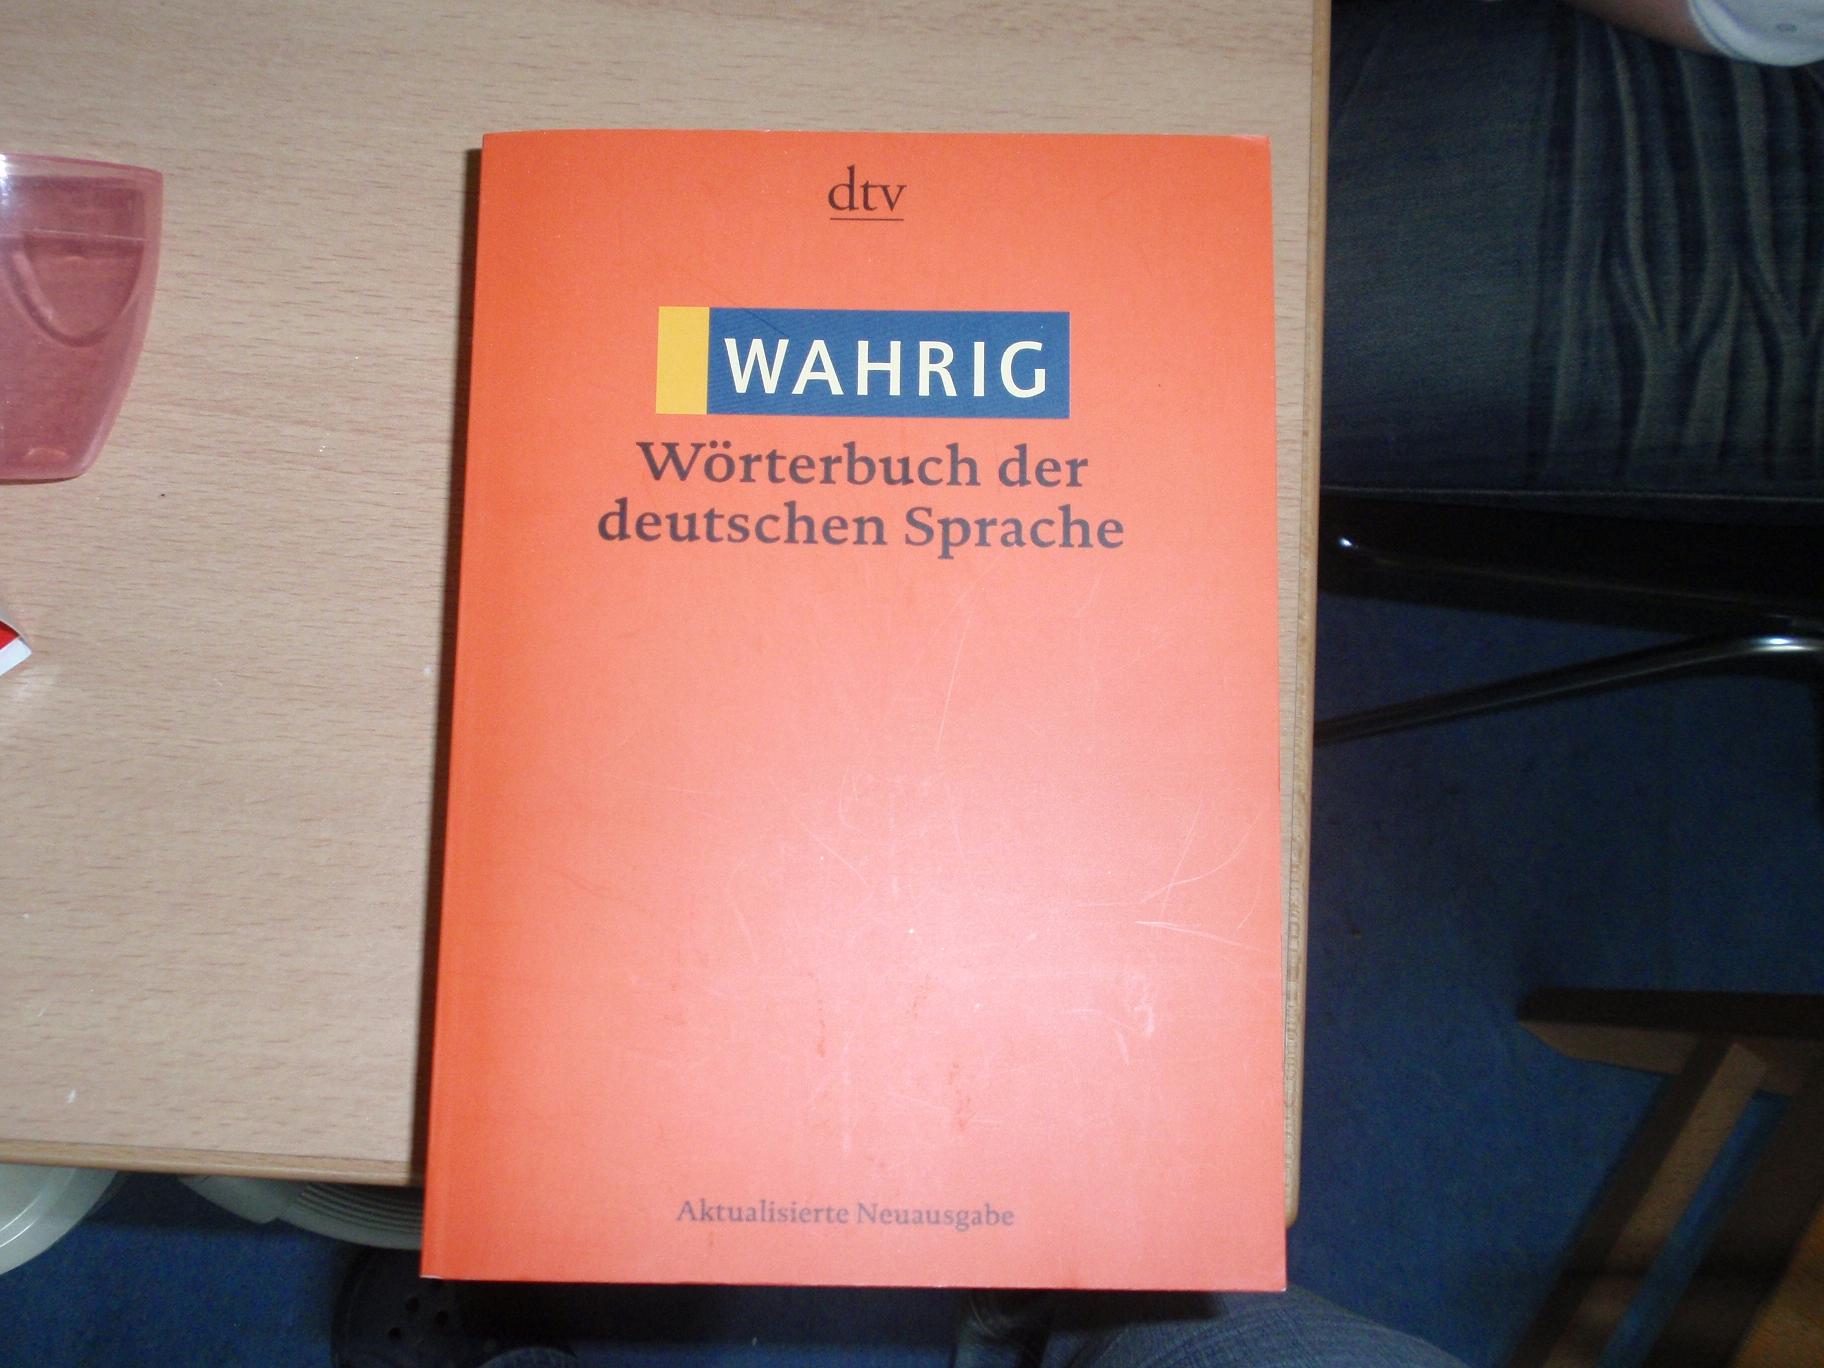 dtv
WAHRIG
Wörterbuch der
deutschen Sprache
Aktualisierte Neuausgabe